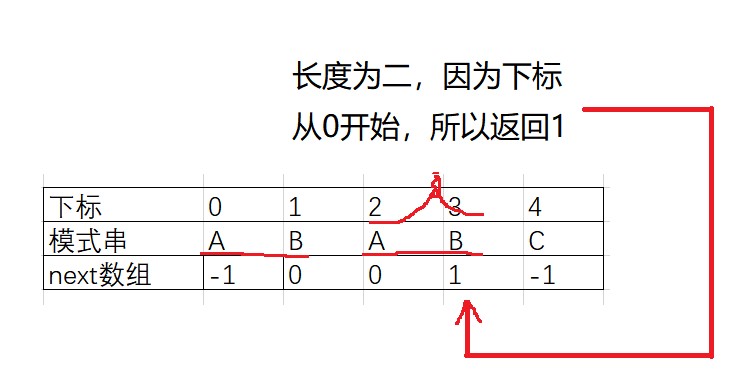 长度为二，因为下标
从0开始，所以返回1
下标 0 1 2 3 4
模式串 A B A B C
next数组 -1 0 0 1 -1